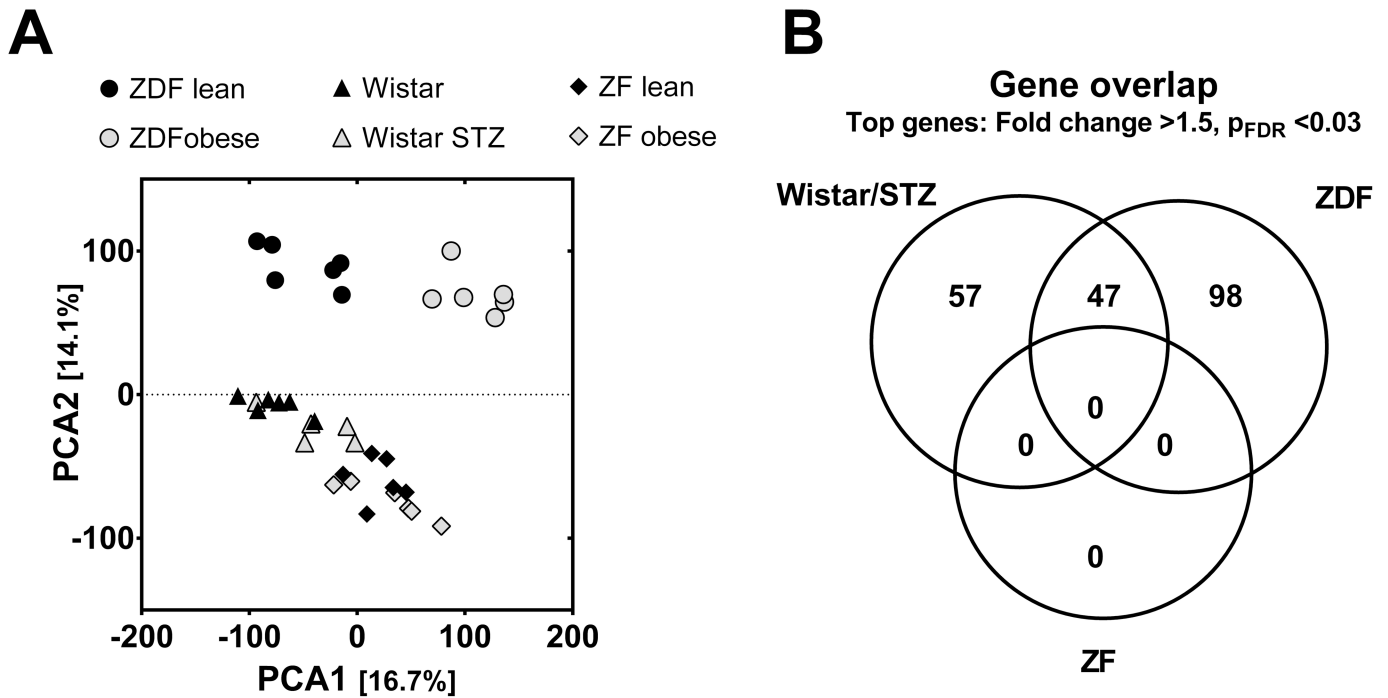 A
ZDF lean
Wistar
ZF lean
ZDFobese
Wistar STZ
ZF obese
100
0
-100
-200
-100
0
100
200
PCA2 [14.1%]
PCA1 [16.7%]
B
Gene overlap
Top genes: Fold change >1.5, pFDR <0.03
Wistar/STZ
ZDF
57
47
98
0
0
0
0
ZF